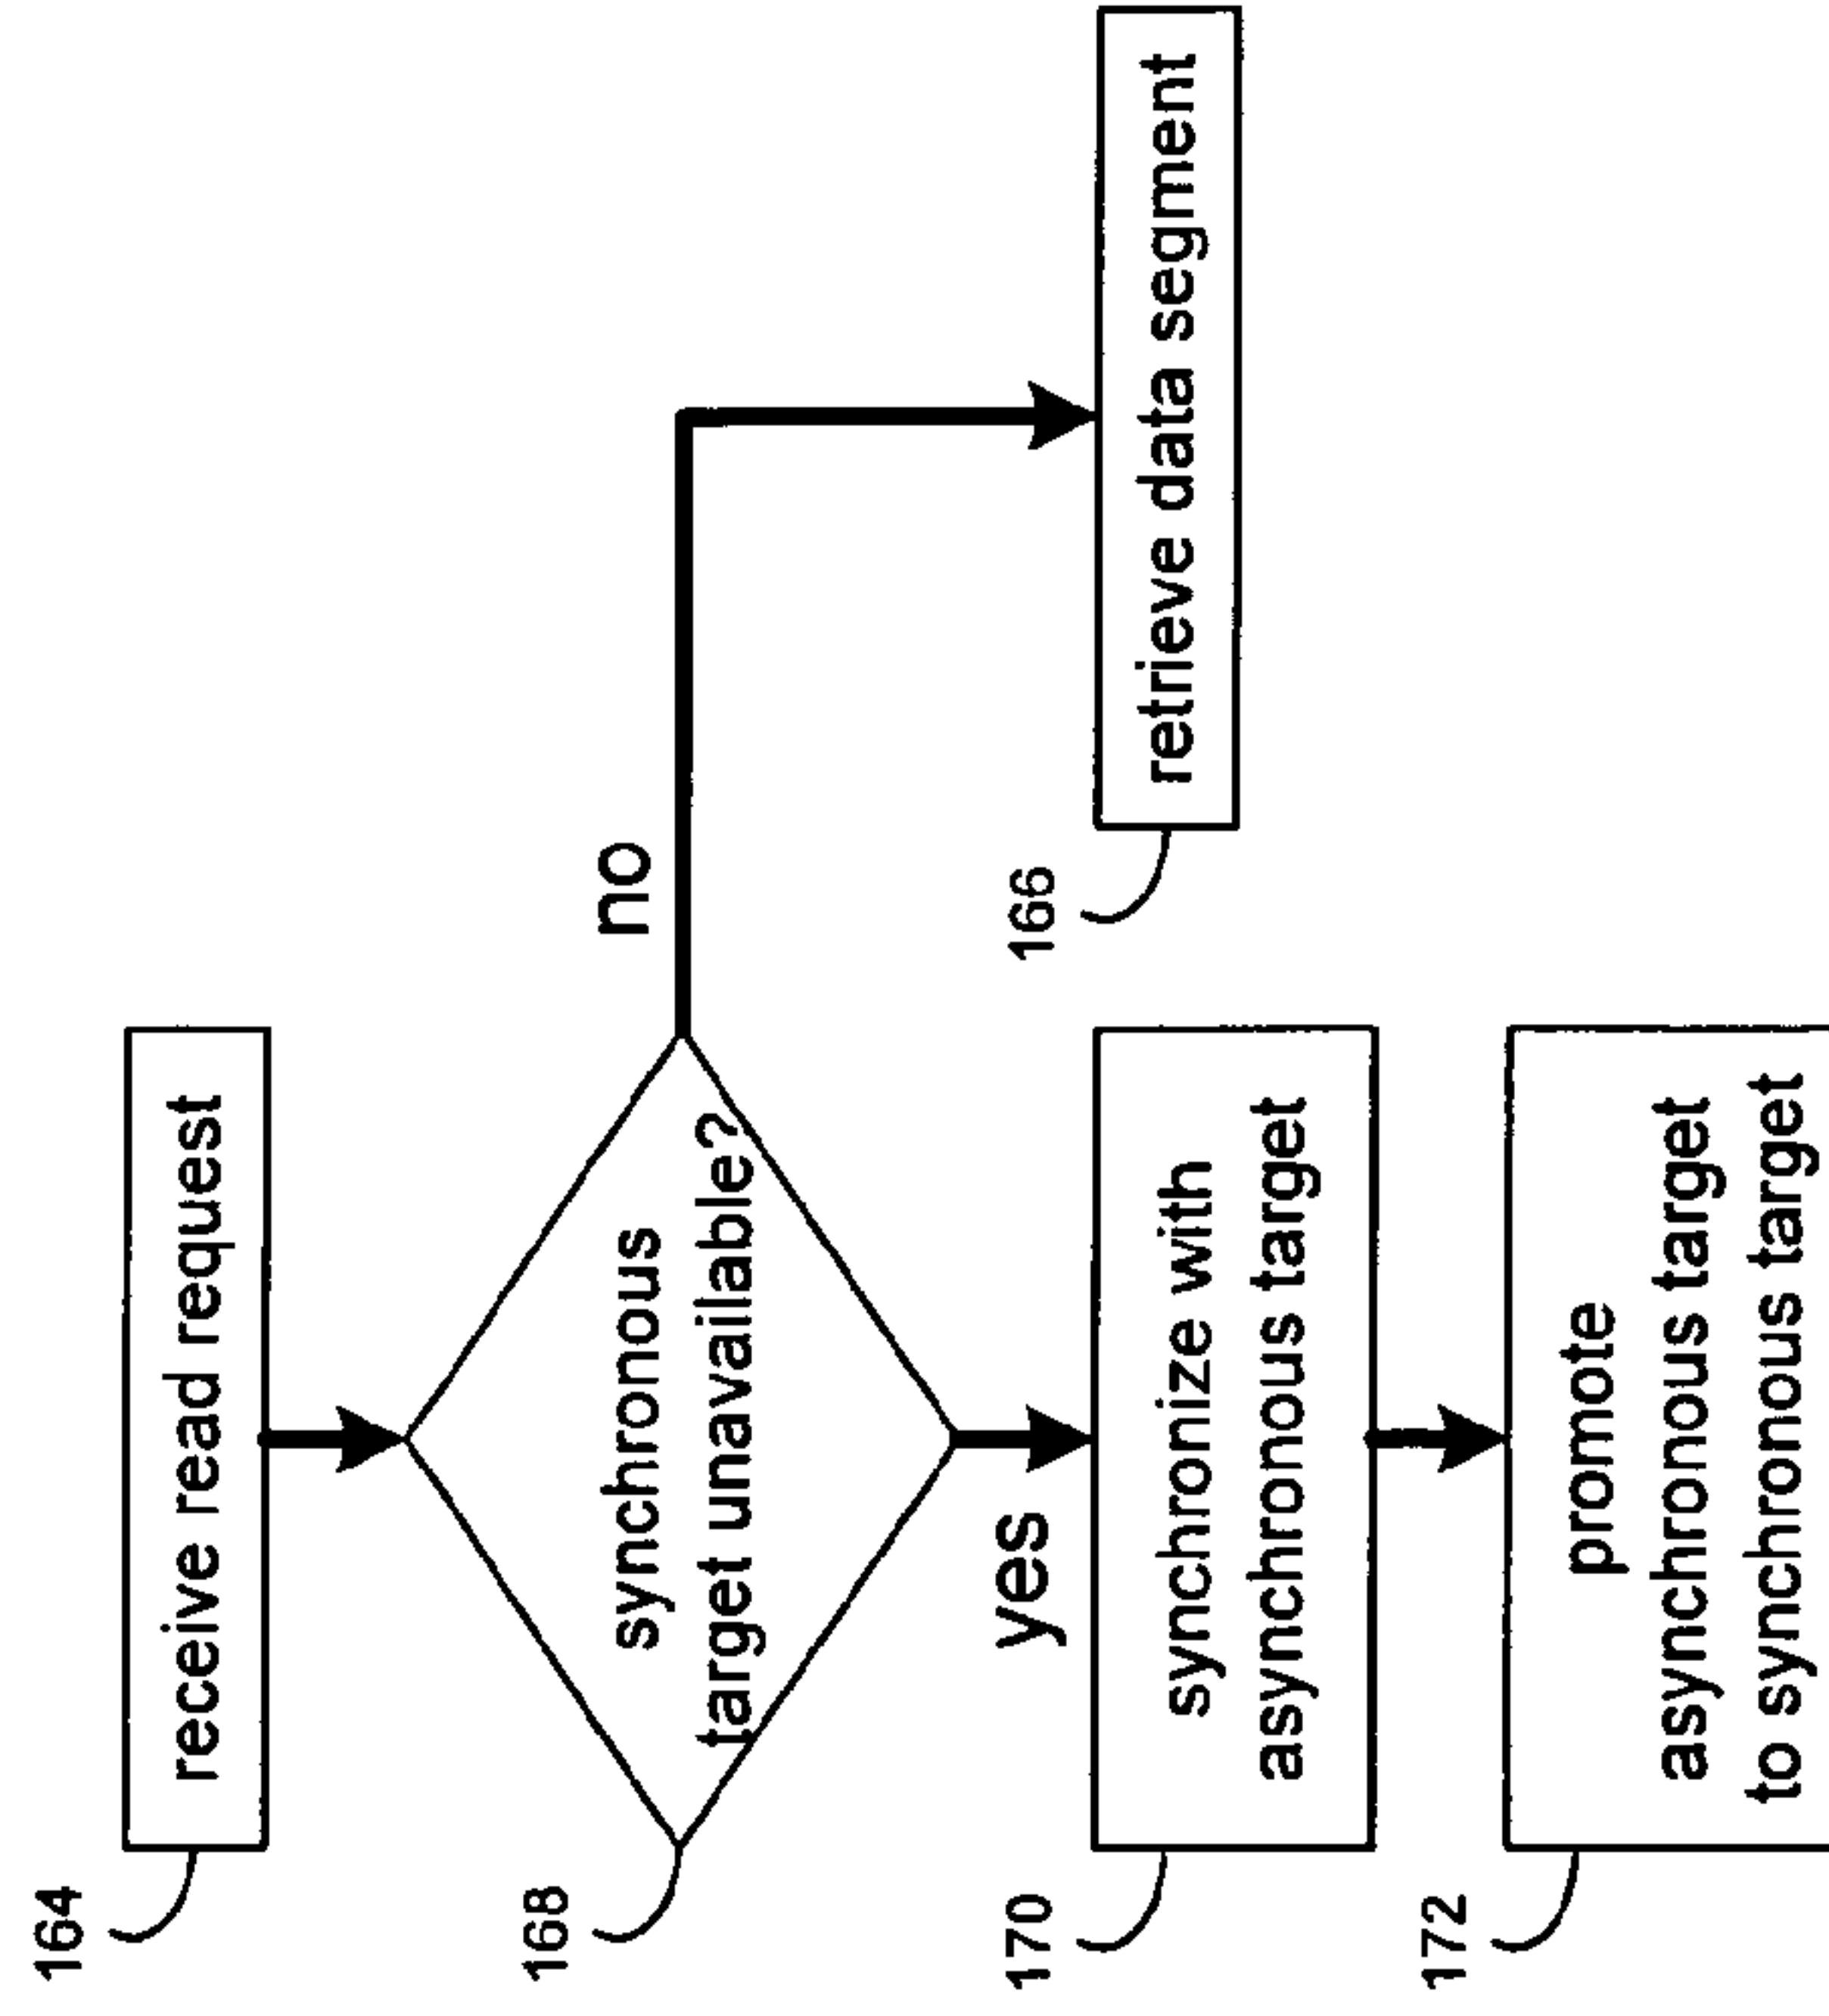 164
receive read request
168
synchronous
target unavailable?
no
yes
170
synchronize with
asynchronous target
166
retrieve data segment
172
promote
asynchronous target
to synchronous target